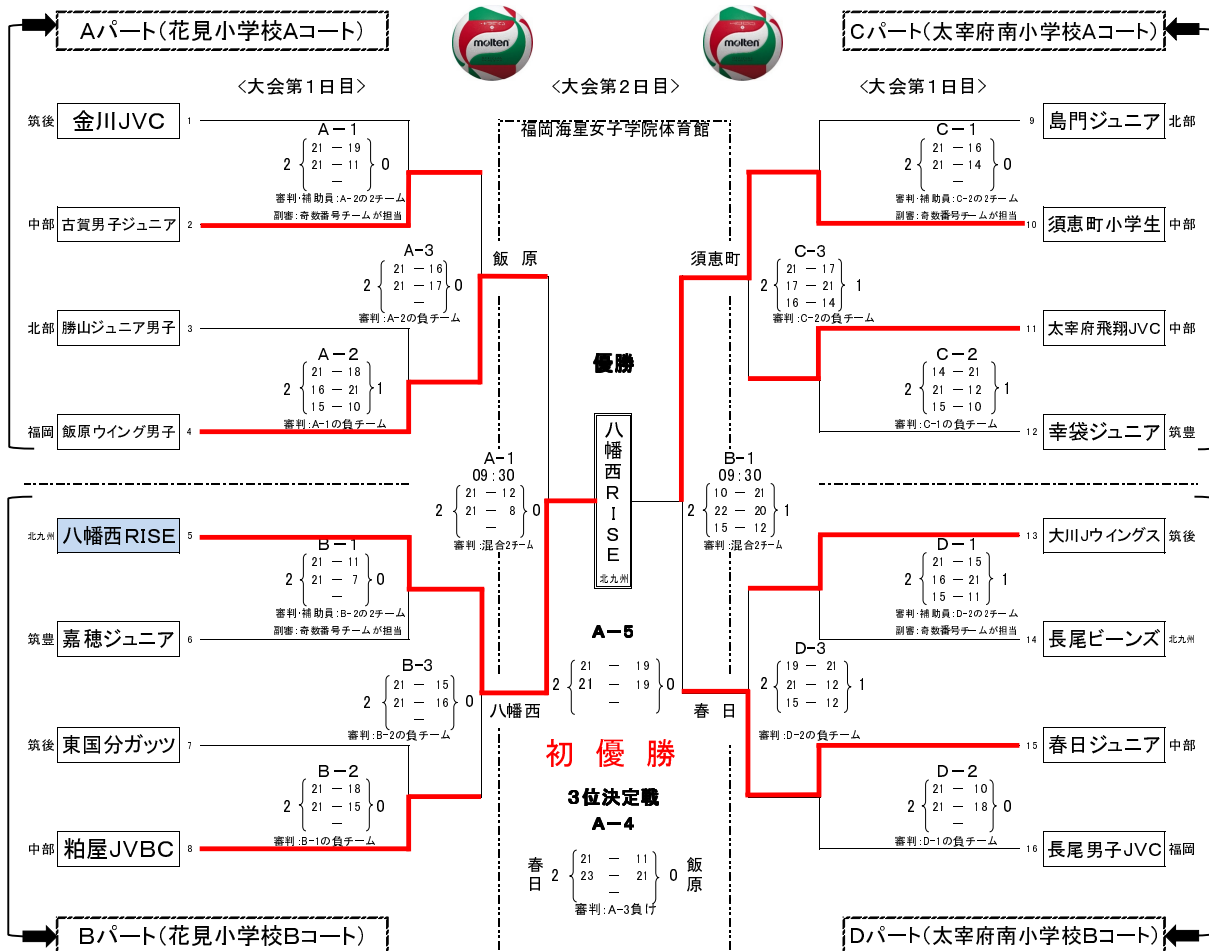 Aパート(花見小学校Aコート)
molten
molten
Cパート(太宰府南小学校Aコート)
<大会第1日目>
<大会第2日目>
<大会第1日目>
福岡海星女子学院体育館
筑後 金川JVC 1
A-1
2 21 - 19 0
21 - 11
-
審判・補助員:A-2の2チーム
副審:奇数番号チームが担当
中部 古賀男子ジュニア 2
A-3
2 21 - 16 0
21 - 17
-
審判:A-2の負チーム
飯原
北部 勝山ジュニア男子 3
A-2
2 21 - 18 1
16 - 21
15 - 10
審判:A-1の負チーム
福岡 飯原ウイング男子 4
9 島門ジュニア 北部
C-1
2 21 - 16 0
21 - 14
-
審判・補助員:C-2の2チーム
副審:奇数番号チームが担当
10 須恵町小学生 中部
須恵町
C-3
2 21 - 17 1
17 - 21
16 - 14
審判:C-2の負チーム
11 太宰府飛翔JVC 中部
C-2
2 14 - 21 1
21 - 12
15 - 10
審判:C-1の負チーム
12 幸袋ジュニア 筑豊
優勝
八幡西RISE
北九州
A-1
09:30
2 21 - 12 0
21 - 8
-
審判:混合2チーム
B-1
09:30
2 10 - 21 1
22 - 20
15 - 12
審判:混合2チーム
北九州 八幡西RISE 5
B-1
2 21 - 11 0
21 - 7
-
審判・補助員:B-2の2チーム
副審:奇数番号チームが担当
筑豊 嘉穂ジュニア 6
B-3
2 21 - 15 0
21 - 16
-
審判:B-2の負チーム
八幡西
筑後 東国分ガッツ 7
B-2
2 21 - 18 0
21 - 15
-
審判:B-1の負チーム
中部 粕屋JVBC 8
A-5
2 21 - 19 0
21 - 19
-
初優勝
3位決定戦
A-4
春日 2 21 - 11 0 飯原
23 - 21
-
審判:A-3負け
13 大川Jウイングス 筑後
D-1
2 21 - 15 1
16 - 21
15 - 11
審判・補助員:D-2の2チーム
副審:奇数番号チームが担当
14 長尾ビーンズ 北九州
D-3
2 19 - 21 1
21 - 12
15 - 12
審判:D-2の負チーム
春日
15 春日ジュニア 中部
D-2
2 21 - 10 0
21 - 18
-
審判:D-1の負チーム
16 長尾男子JVC 福岡
Bパート(花見小学校Bコート)
Dパート(太宰府南小学校Bコート)